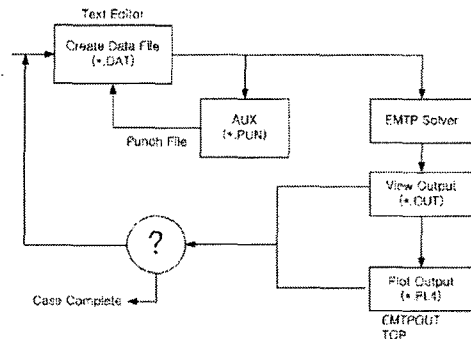 Text Editor
Create Data File
(*.DAT)
AUX
(*.PUN)
Punch File
EMTP Solver
View Output
(*.OUT)
?
Plot Output
(*.PL4)
Case Complete
EMTPOUT
TOP